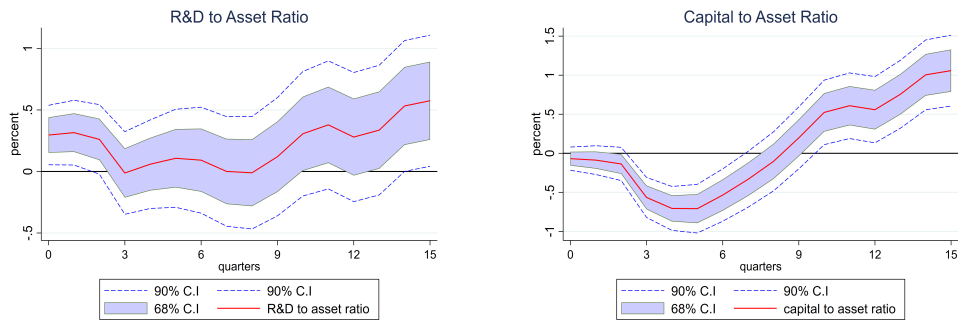 R&D to Asset Ratio
percent
1
.5
0
-.5
0 3 6 9 12 15
quarters
90% C.I 90% C.I
68% C.I R&D to asset ratio
Capital to Asset Ratio
percent
1.5
1
.5
0
-.5
-1
0 3 6 9 12 15
quarters
90% C.I 90% C.I
68% C.I capital to asset ratio